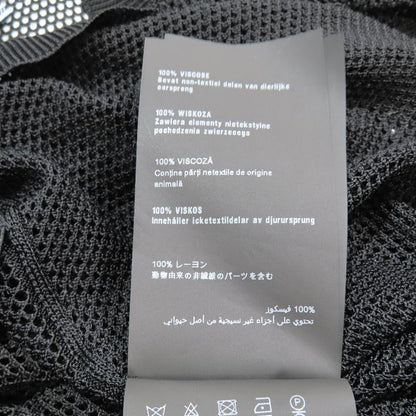 100% VISCOSE
Bevat non-textiel delen van dierlijke
oorsprong
100% WISKOZA
Zawiera elementy nietekstylne
pochodzenia zwierzęcego
100% VISCOZĂ
Conține părți netextile de origine
animală
100% VISKOS
Innehåller icketextildelar av djurursprung
100% レーヨン
動物由来の非繊維のパーツを含む
100% فيسكوز
تحتوي على أجزاء غير نسيجية من أصل حيواني
P